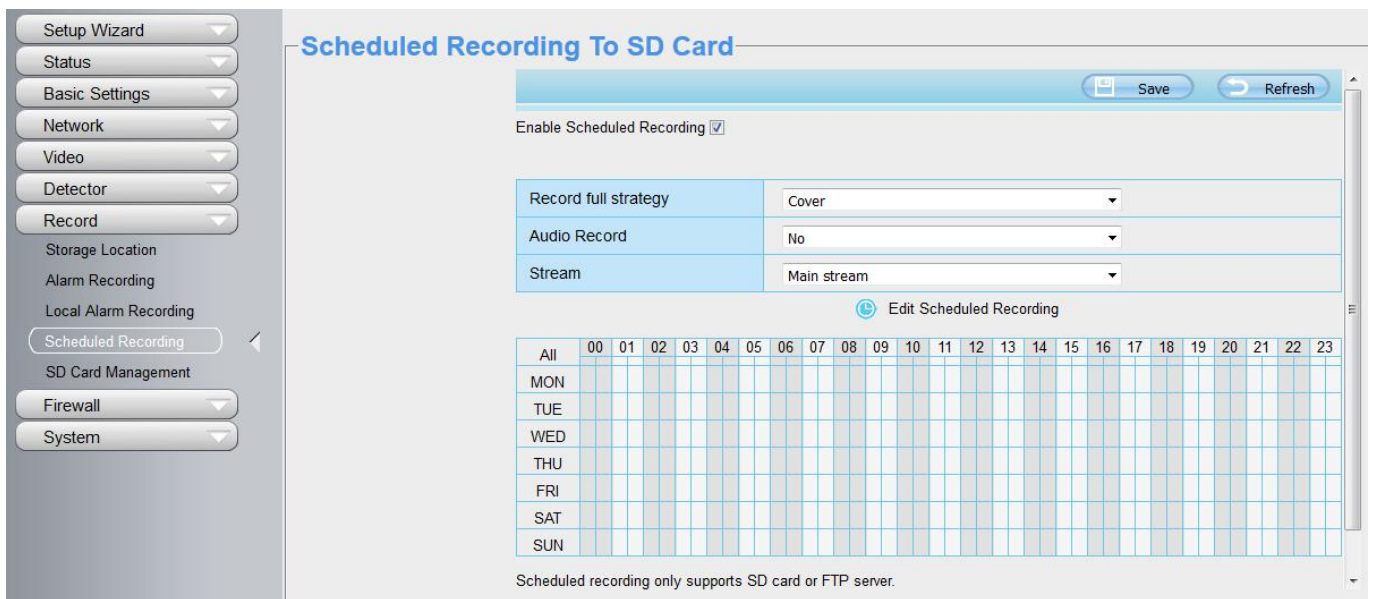 Setup Wizard
Status
Basic Settings
Network
Video
Detector
Record
Storage Location
Alarm Recording
Local Alarm Recording
Scheduled Recording
SD Card Management
Firewall
System
Scheduled Recording To SD Card
Save Refresh
Enable Scheduled Recording
Record full strategy Cover
Audio Record No
Stream Main stream
Edit Scheduled Recording
All 00 01 02 03 04 05 06 07 08 09 10 11 12 13 14 15 16 17 18 19 20 21 22 23
MON
TUE
WED
THU
FRI
SAT
SUN
Scheduled recording only supports SD card or FTP server.